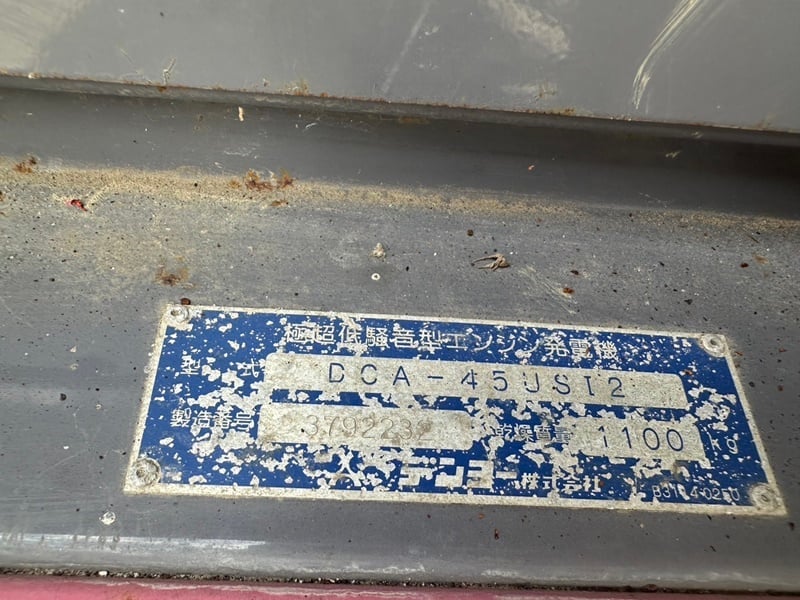 極超低騒音型エンジン発電機
型式 DCA-45USI2
製造番号 379223 乾燥質量 1100 kg
デンヨー株式会社